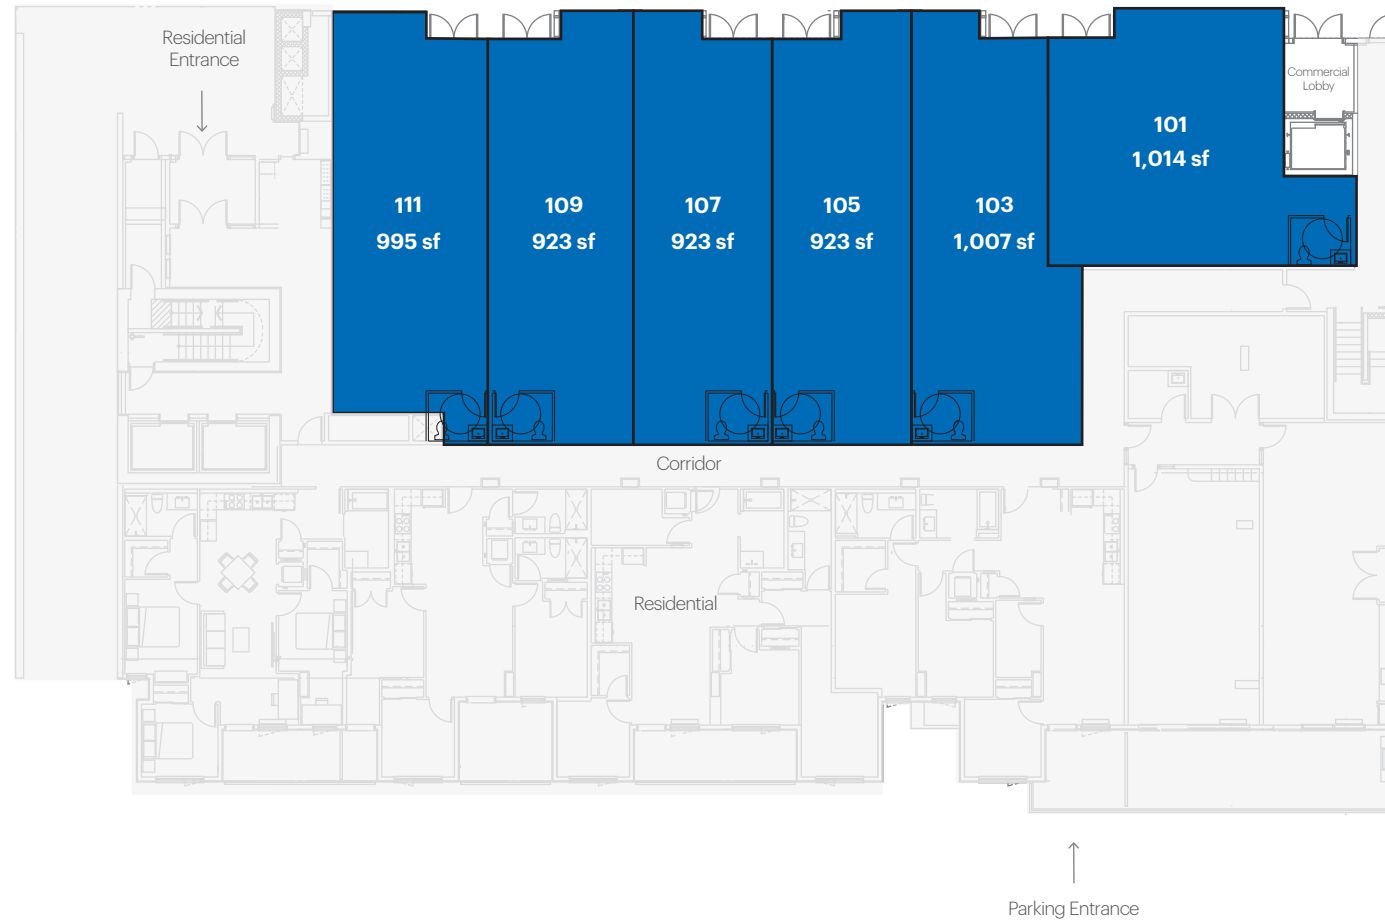 Residential
Entrance
Commercial
Lobby
101
1,014 sf
111
995 sf
109
923 sf
107
923 sf
105
923 sf
103
1,007 sf
Corridor
Residential
Parking Entrance